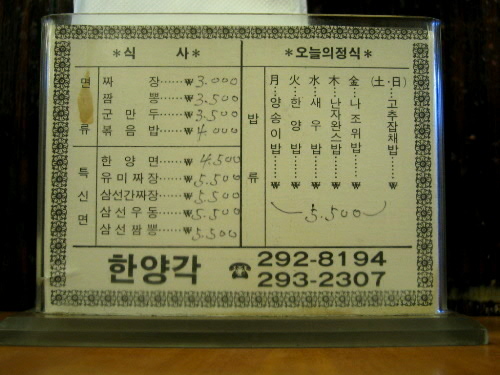 *식 사*
면류
짜 장······₩3.000
짬 뽕······₩3.500
군 만 두······₩3.500
볶 음 밥······₩4000
특신면
한 양 면······₩4.500
유 미 짜 장······₩5.500
삼선간짜장······₩5.500
삼 선 우 동······₩5.500
삼 선 짬 뽕······₩5.500
*오늘의정식*
밥류
月·양송이밥······₩
火·한양밥······₩
水·새우밥······₩
木·난자완스밥······₩
金·나조위밥······₩
(土·日)·고추잡채밥······₩
5.500
한양각 ☎ 292-8194
293-2307